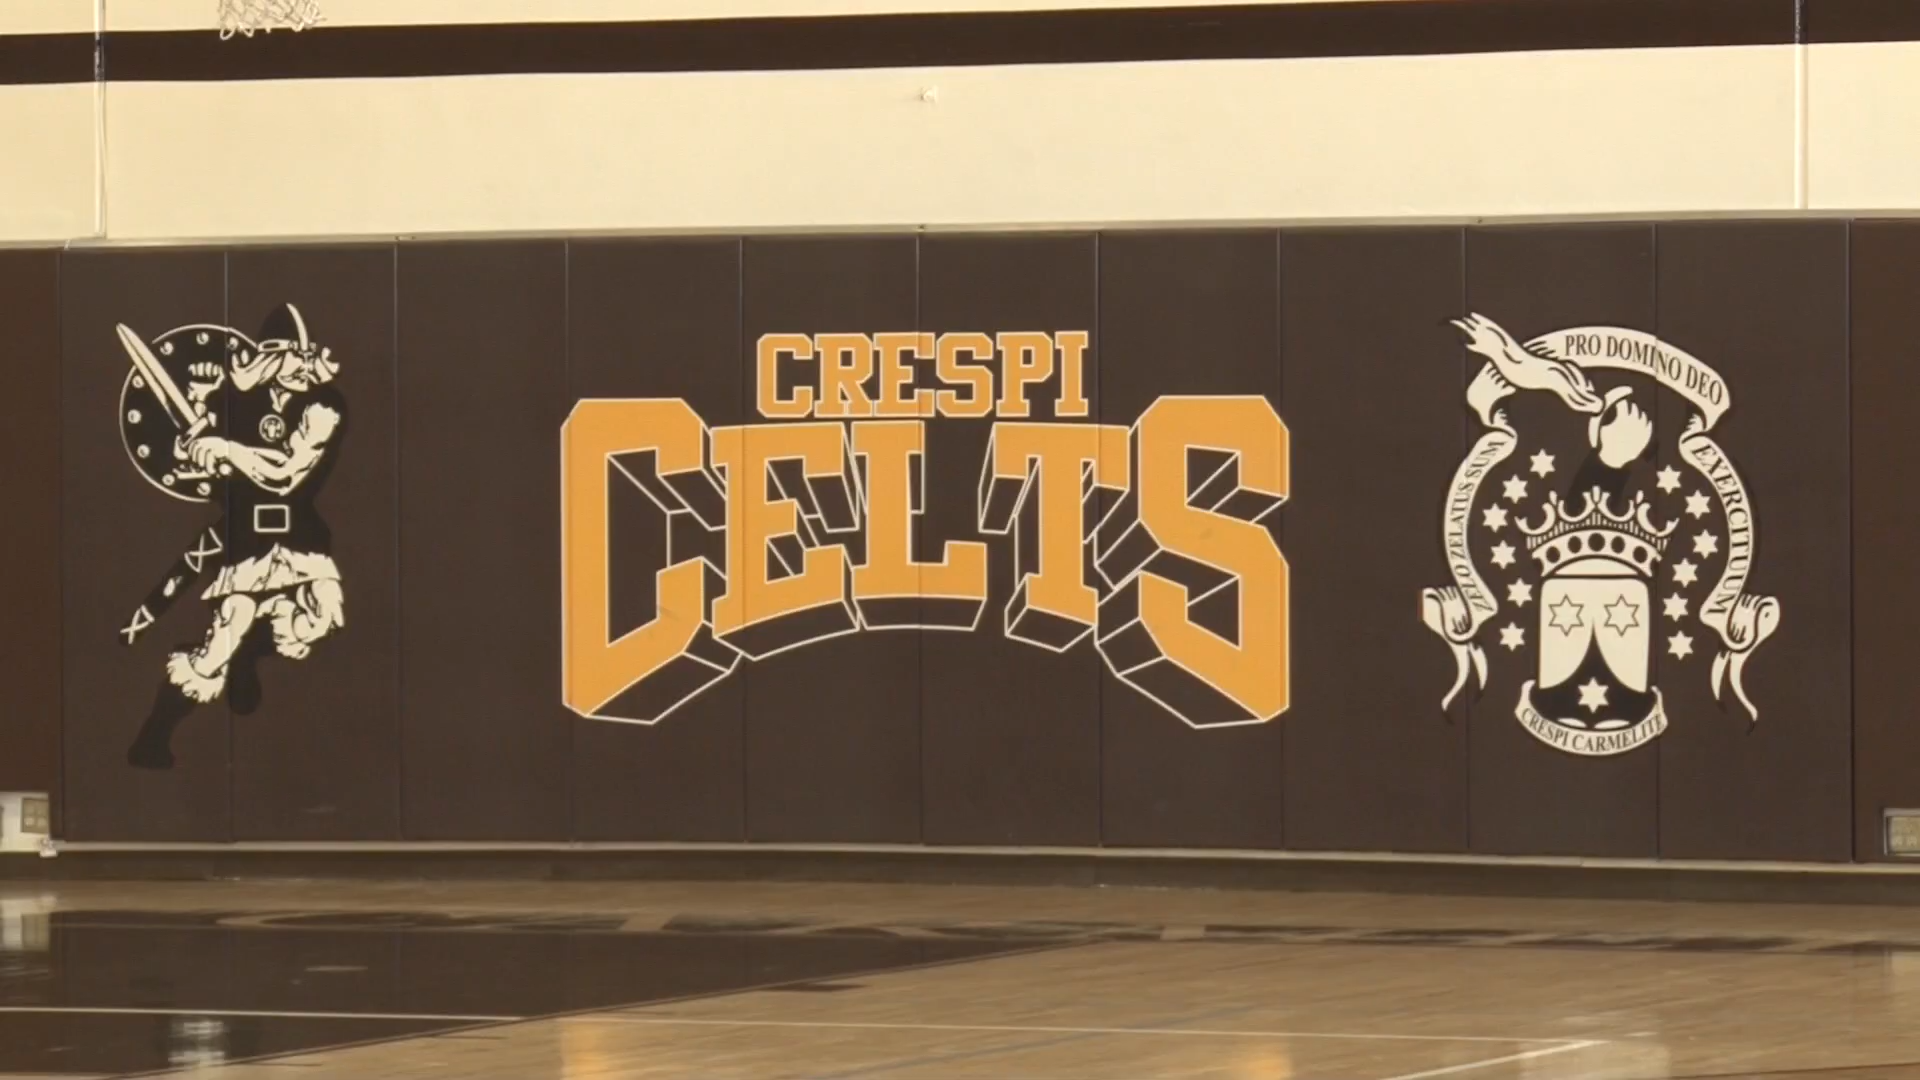 CRESPI
CELTS
ZELO ZELATUS SUM
PRO DOMINO DEO
EXERCITUUM
CRESPI CARMELITE